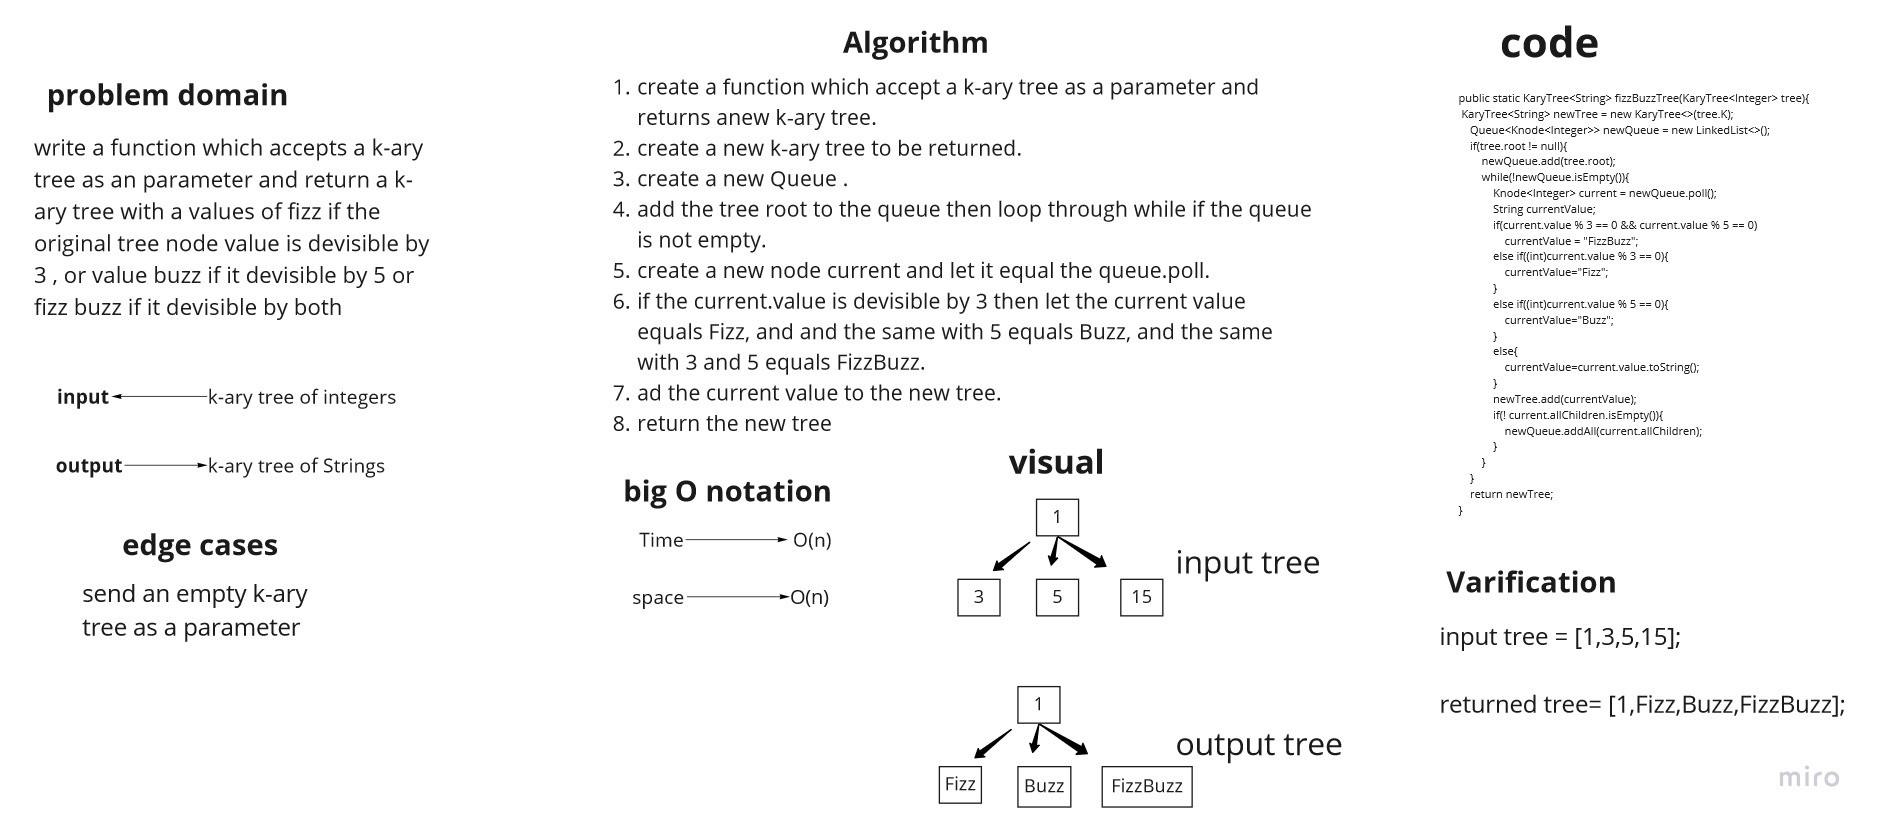 problem domain
write a function which accepts a k-ary
tree as an parameter and return a k-
ary tree with a values of fizz if the
original tree node value is devisible by
3 , or value buzz if it devisible by 5 or
fizz buzz if it devisible by both
input k-ary tree of integers
output k-ary tree of Strings
edge cases
send an empty k-ary
tree as a parameter
Algorithm
1. create a function which accept a k-ary tree as a parameter and
returns anew k-ary tree.
2. create a new k-ary tree to be returned.
3. create a new Queue .
4. add the tree root to the queue then loop through while if the queue
is not empty.
5. create a new node current and let it equal the queue.poll.
6. if the current.value is devisible by 3 then let the current value
equals Fizz, and and the same with 5 equals Buzz, and the same
with 3 and 5 equals FizzBuzz.
7. ad the current value to the new tree.
8. return the new tree
big O notation
Time O(n)
space O(n)
visual
1
input tree
3 5 15
1
output tree
Fizz Buzz FizzBuzz
code
public static KaryTree<String> fizzBuzzTree(KaryTree<Integer> tree){
KaryTree<String> newTree = new KaryTree<>(tree.K);
Queue<Knode<Integer>> newQueue = new LinkedList<>();
if(tree.root != null){
newQueue.add(tree.root);
while(!newQueue.isEmpty()){
Knode<Integer> current = newQueue.poll();
String currentValue;
if(current.value % 3 == 0 && current.value % 5 == 0)
currentValue = "FizzBuzz";
else if((int)current.value % 3 == 0){
currentValue="Fizz";
}
else if((int)current.value % 5 == 0){
currentValue="Buzz";
}
else{
currentValue=current.value.toString();
}
newTree.add(currentValue);
if(! current.allChildren.isEmpty()){
newQueue.addAll(current.allChildren);
}
}
}
return newTree;
}
Varification
input tree = [1,3,5,15];
returned tree= [1,Fizz,Buzz,FizzBuzz];
miro